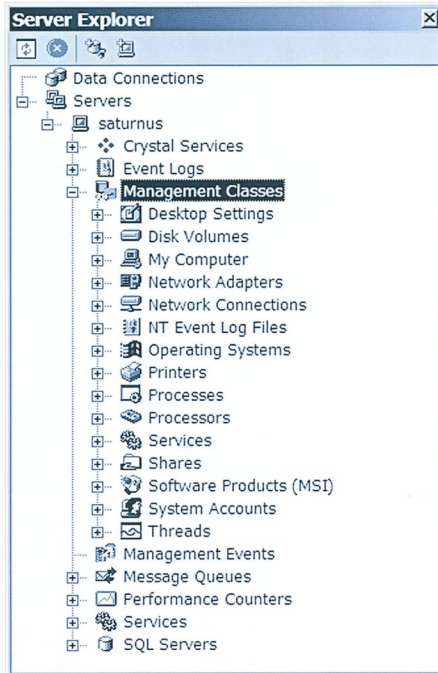 Server Explorer
Data Connections
Servers
saturnus
Crystal Services
Event Logs
Management Classes
Desktop Settings
Disk Volumes
My Computer
Network Adapters
Network Connections
NT Event Log Files
Operating Systems
Printers
Processes
Processors
Services
Shares
Software Products (MSI)
System Accounts
Threads
Management Events
Message Queues
Performance Counters
Services
SQL Servers